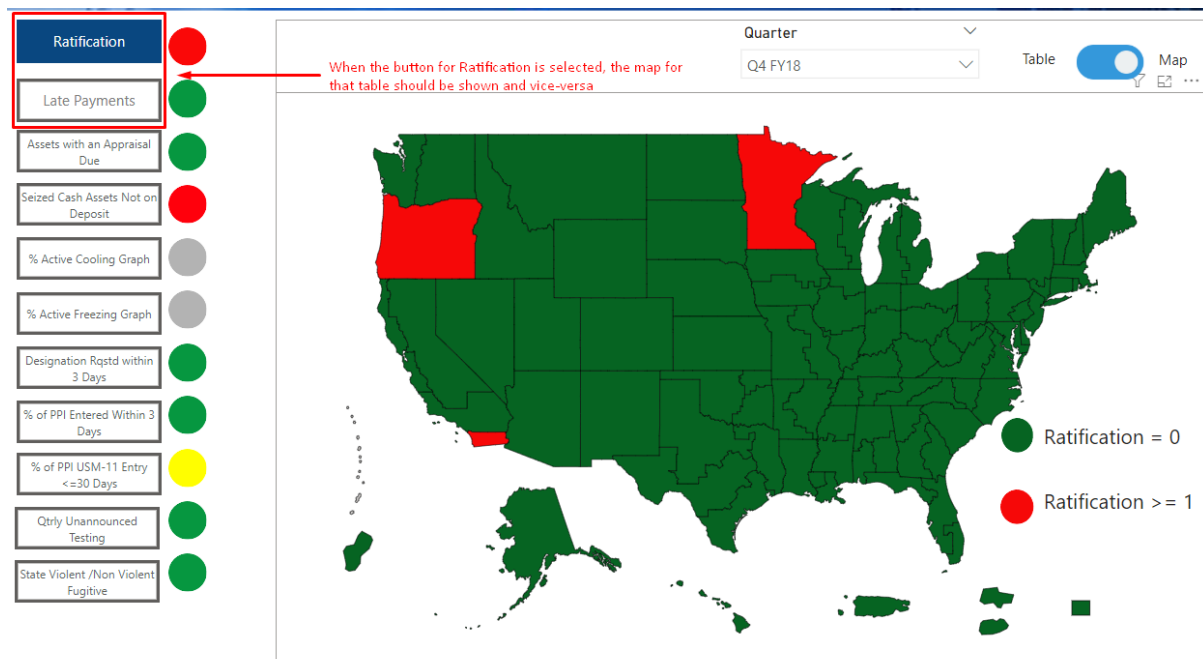 Ratification
Late Payments
Assets with an Appraisal
Due
Seized Cash Assets Not on
Deposit
% Active Cooling Graph
% Active Freezing Graph
Designation Rqstd within
3 Days
% of PPI Entered Within 3
Days
% of PPI USM-11 Entry
<=30 Days
Qtrly Unannounced
Testing
State Violent /Non Violent
Fugitive
When the button for Ratification is selected, the map for
that table should be shown and vice-versa
Quarter
Q4 FY18
Table
Map
Ratification = 0
Ratification >= 1